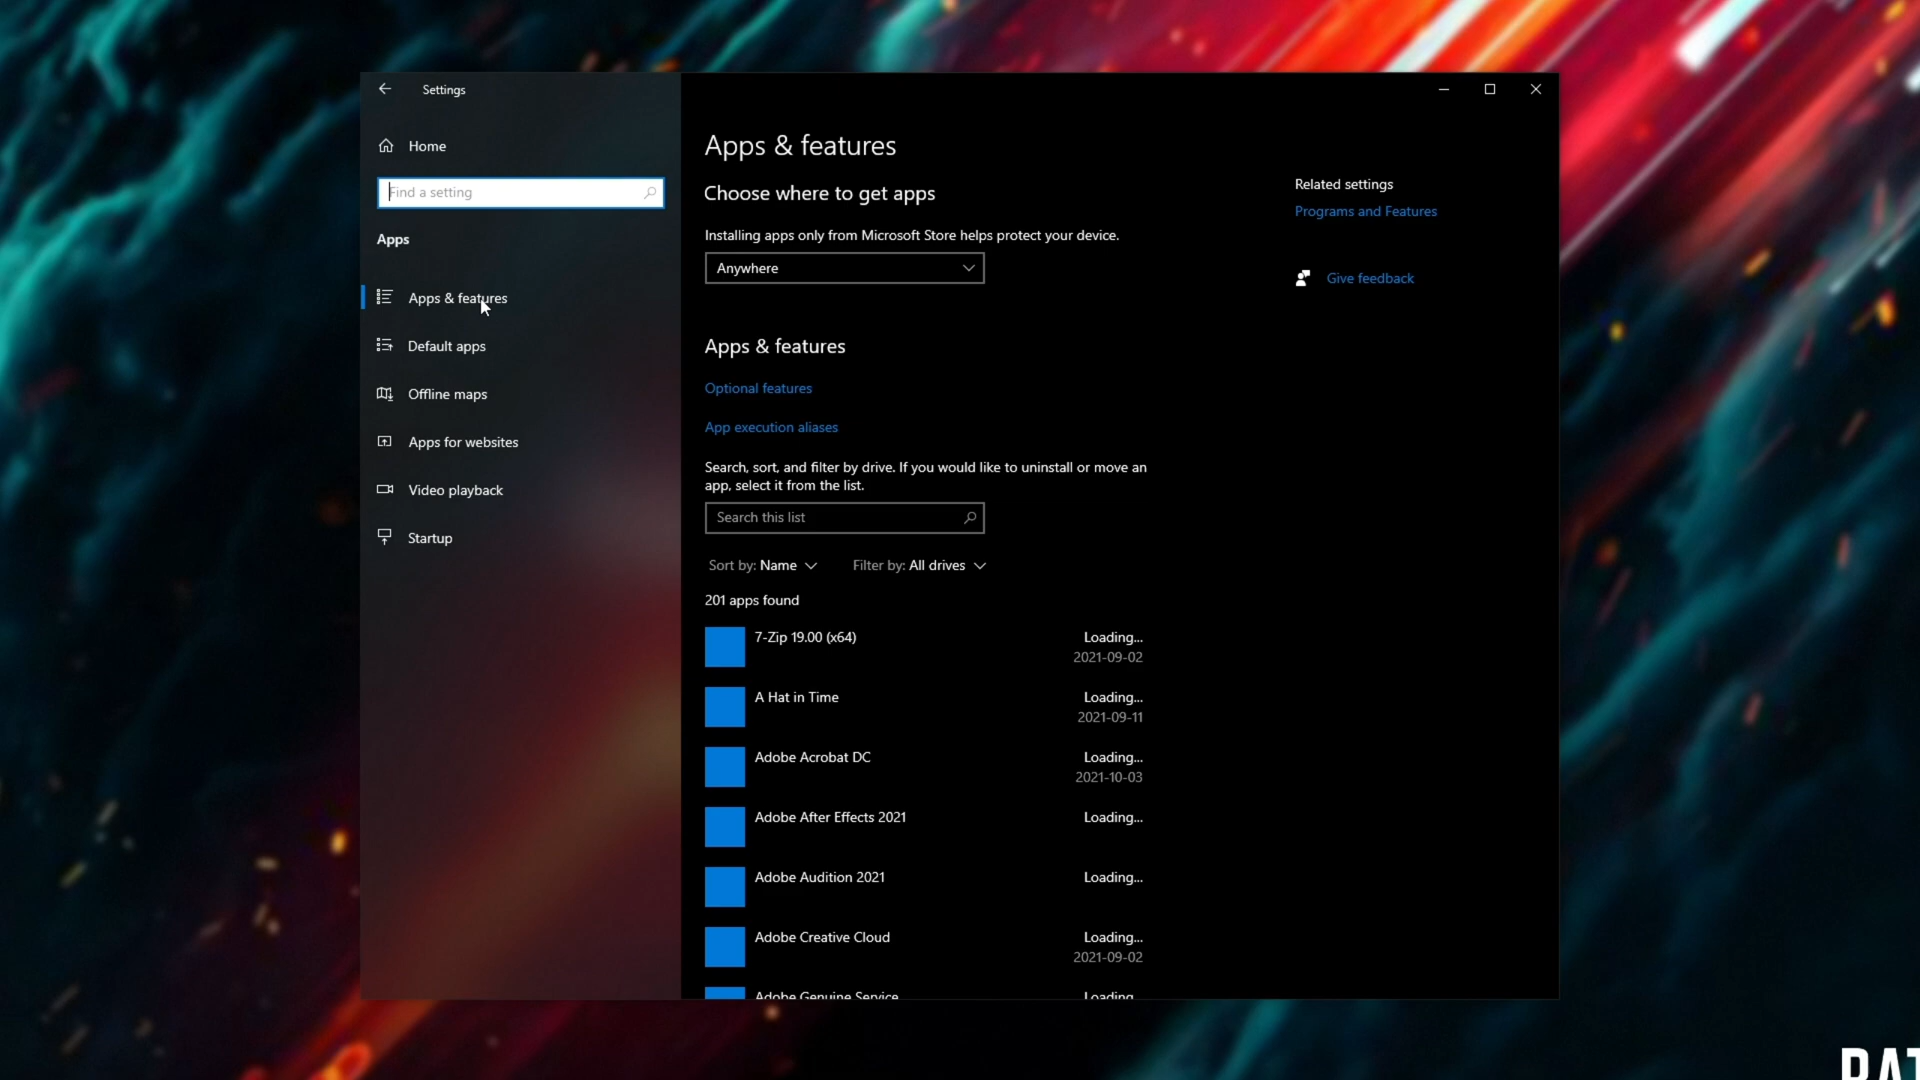 Settings
Home
Find a setting
Apps
Apps & features
Default apps
Offline maps
Apps for websites
Video playback
Startup
Apps & features
Choose where to get apps
Installing apps only from Microsoft Store helps protect your device.
Anywhere
Apps & features
Optional features
App execution aliases
Search, sort, and filter by drive. If you would like to uninstall or move an
app, select it from the list.
Search this list
Sort by: Name Filter by: All drives
201 apps found
7-Zip 19.00 (x64) Loading...
2021-09-02
A Hat in Time Loading...
2021-09-11
Adobe Acrobat DC Loading...
2021-10-03
Adobe After Effects 2021 Loading...
Adobe Audition 2021 Loading...
Adobe Creative Cloud Loading...
2021-09-02
Adobe Genuine Service Loading...
Related settings
Programs and Features
Give feedback